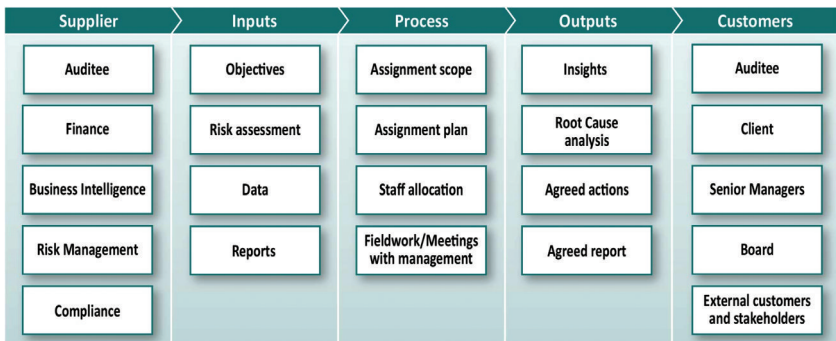 Supplier
Inputs
Process
Outputs
Customers
Auditee
Finance
Business Intelligence
Risk Management
Compliance
Objectives
Risk assessment
Data
Reports
Assignment scope
Assignment plan
Staff allocation
Fieldwork/Meetings
with management
Insights
Root Cause
analysis
Agreed actions
Agreed report
Auditee
Client
Senior Managers
Board
External customers
and stakeholders